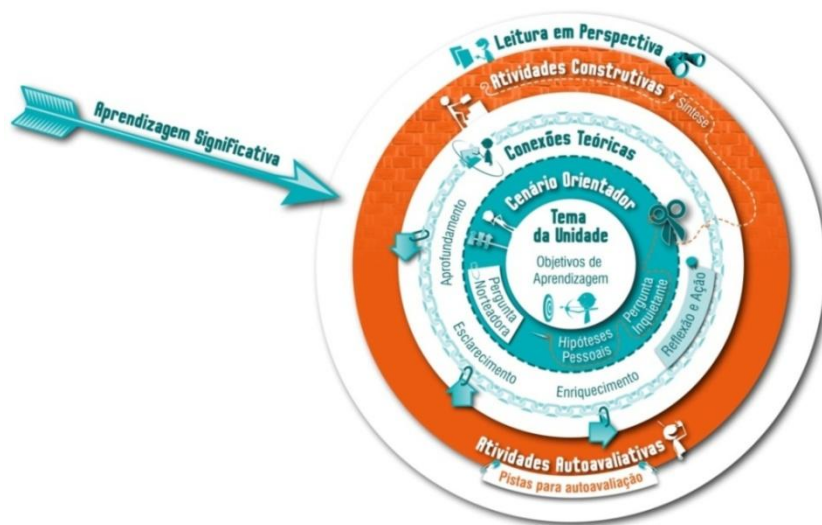 Leitura em Perspectiva
Atividades Construtivas + Síntese
Aprendizagem Significativa
Conexões Teóricas
Cenário Orientador
Tema
da Unidade
Objetivos de
Aprendizagem
Aprofundamento
Pergunta
Norteadora
Hipóteses
Pessoais
Pergunta
Inquietante
Reflexão e Ação
Esclarecimento
Enriquecimento
Atividades Autoavaliativas
Pistas para autoavaliação